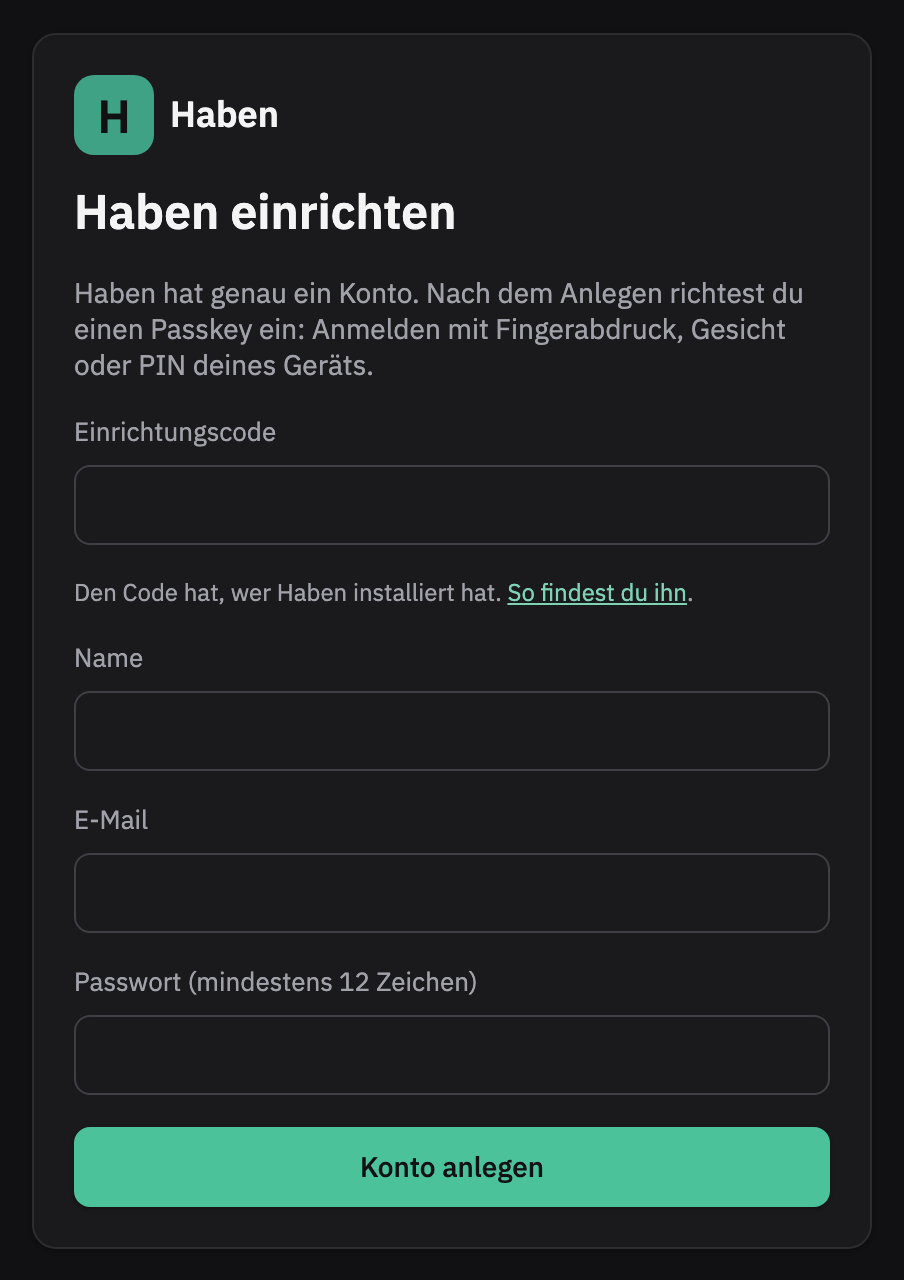 H
Haben
Haben einrichten
Haben hat genau ein Konto. Nach dem Anlegen richtest du
einen Passkey ein: Anmelden mit Fingerabdruck, Gesicht
oder PIN deines Geräts.
Einrichtungscode
Den Code hat, wer Haben installiert hat. So findest du ihn.
Name
E-Mail
Passwort (mindestens 12 Zeichen)
Konto anlegen